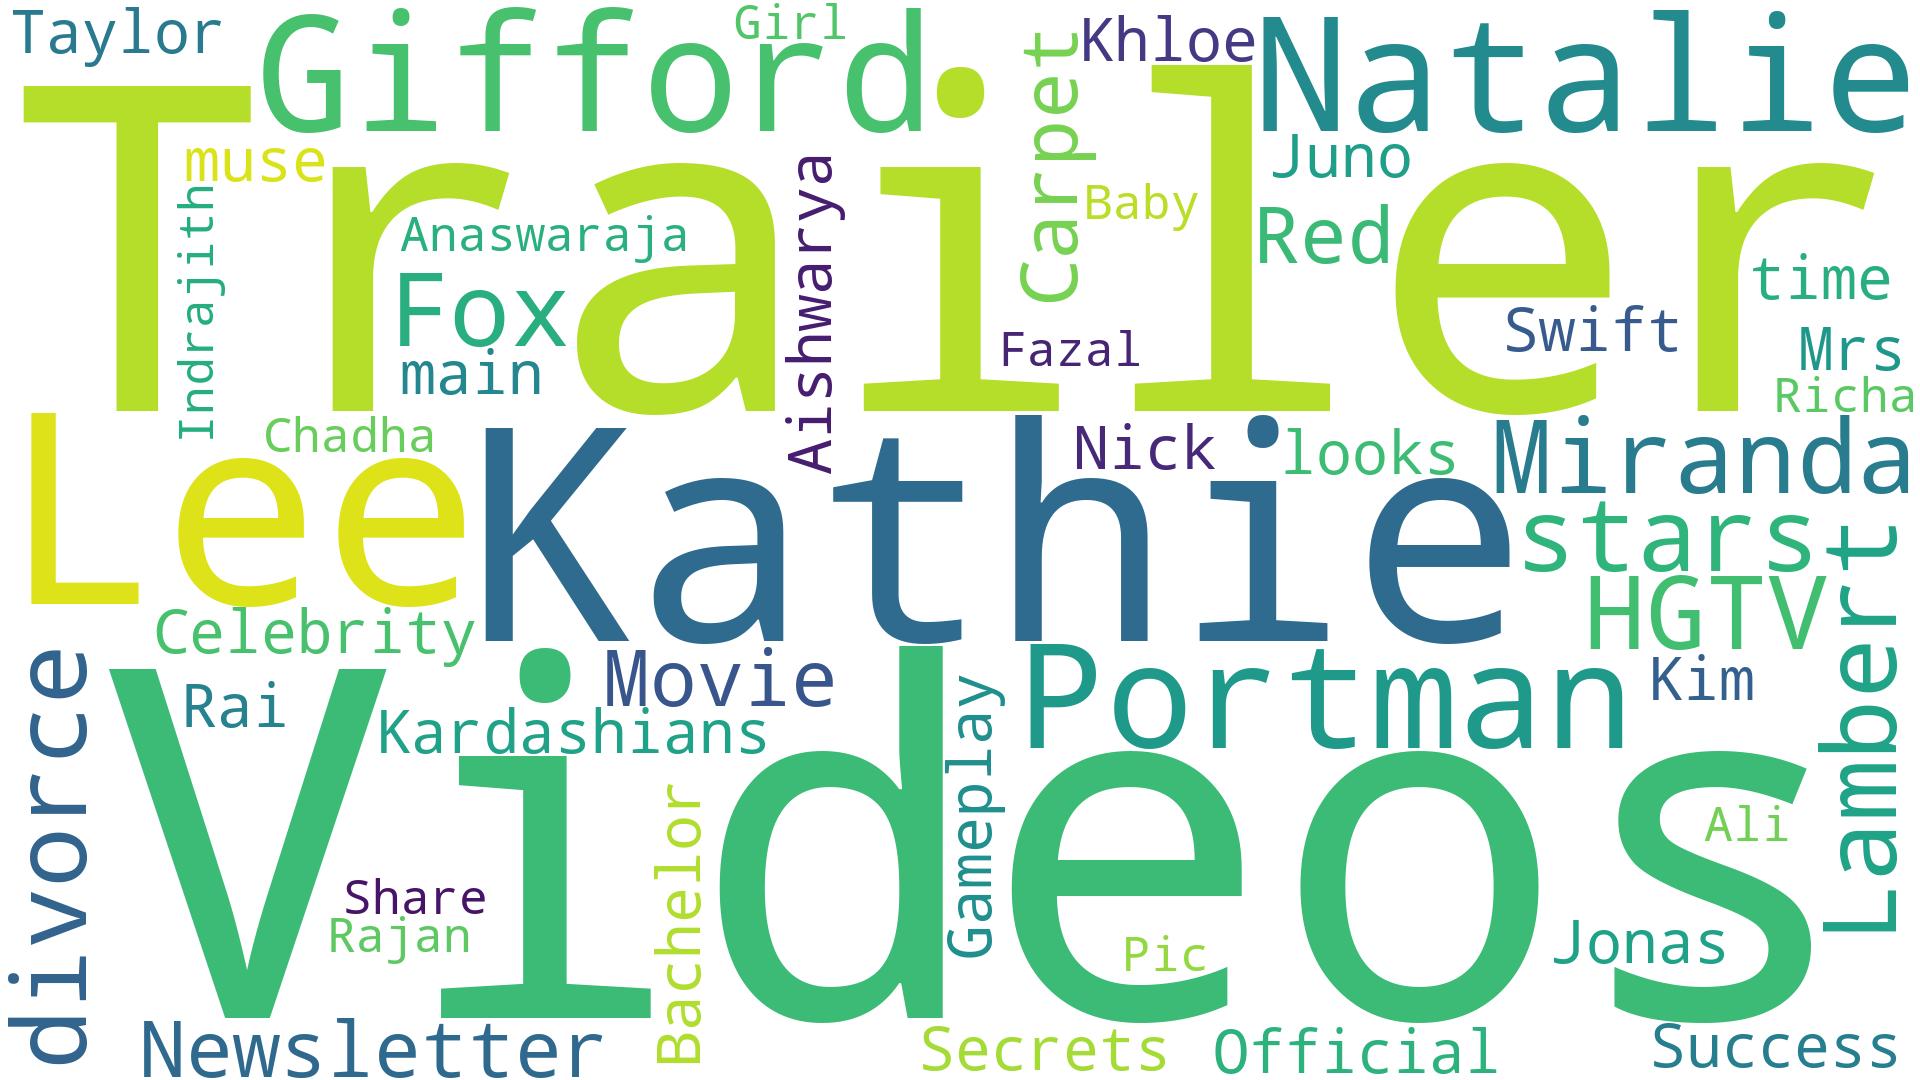 Taylor
Gifford
Girl
Khloe
Natalie
Trailer
Carpet
muse
Juno
Aishwarya
Baby
Indrajith
Anaswaraja
Red
Fox
time
Swift
main
Fazal
Mrs
Richa
Lee
Chadha
Kathie
Nick
looks
Miranda
stars
Lambert
HGTV
Celebrity
divorce
Movie
Portman
Kim
Rai
Kardashians
Videos
Gameplay
Bachelor
Ali
Share
Rajan
Pic
Jonas
Newsletter
Secrets
Official
Success